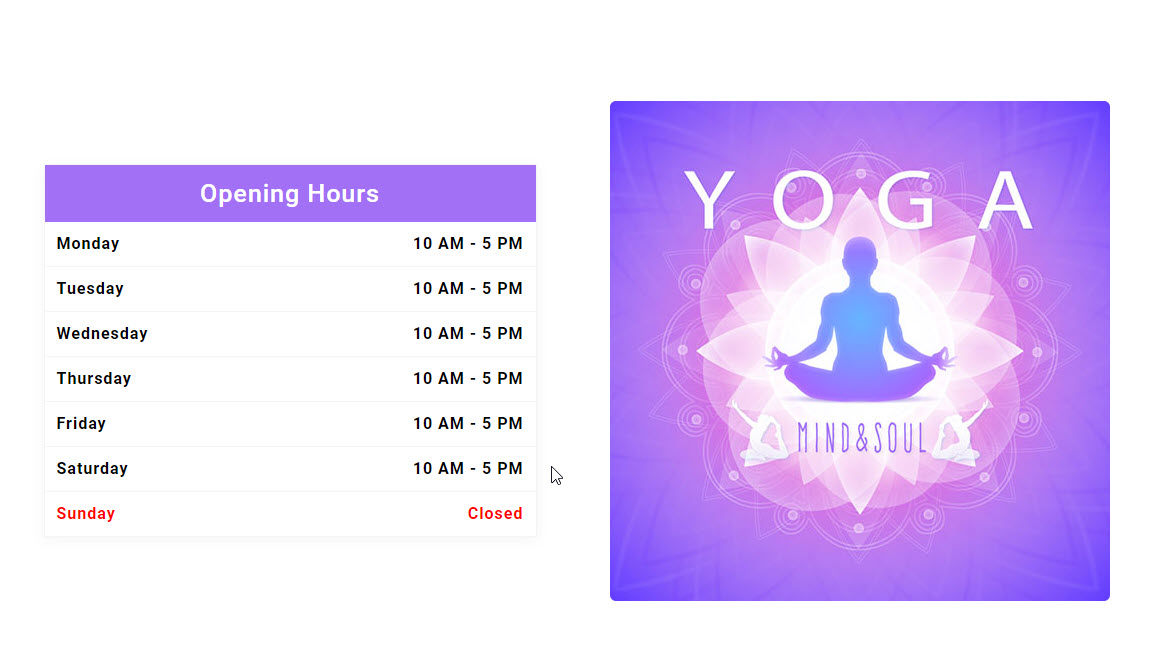 Opening Hours
Monday 10 AM - 5 PM
Tuesday 10 AM - 5 PM
Wednesday 10 AM - 5 PM
Thursday 10 AM - 5 PM
Friday 10 AM - 5 PM
Saturday 10 AM - 5 PM
Sunday Closed
YOGA
MIND&SOUL